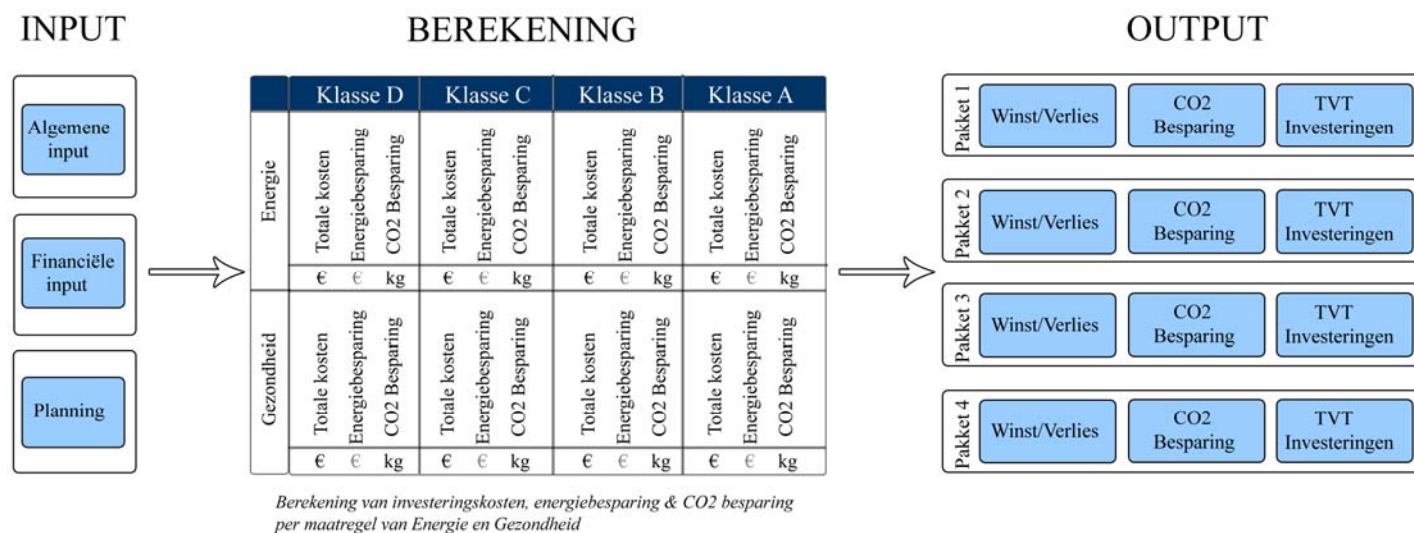 INPUT
Algemene
input
Financiële
input
Planning
BEREKENING
Klasse D
Klasse C
Klasse B
Klasse A
Energie
Totale kosten
Energiebesparing
CO2 Besparing
Totale kosten
Energiebesparing
CO2 Besparing
Totale kosten
Energiebesparing
CO2 Besparing
Totale kosten
Energiebesparing
CO2 Besparing
€ € kg € € kg € € kg € € kg
Gezondheid
Totale kosten
Energiebesparing
CO2 Besparing
Totale kosten
Energiebesparing
CO2 Besparing
Totale kosten
Energiebesparing
CO2 Besparing
Totale kosten
Energiebesparing
CO2 Besparing
€ € kg € € kg € € kg € € kg
Berekening van investeringskosten, energiebesparing & CO2 besparing
per maatregel van Energie en Gezondheid
OUTPUT
Pakket 1
Winst/Verlies
CO2
Besparing
TVT
Investeringen
Pakket 2
Winst/Verlies
CO2
Besparing
TVT
Investeringen
Pakket 3
Winst/Verlies
CO2
Besparing
TVT
Investeringen
Pakket 4
Winst/Verlies
CO2
Besparing
TVT
Investeringen